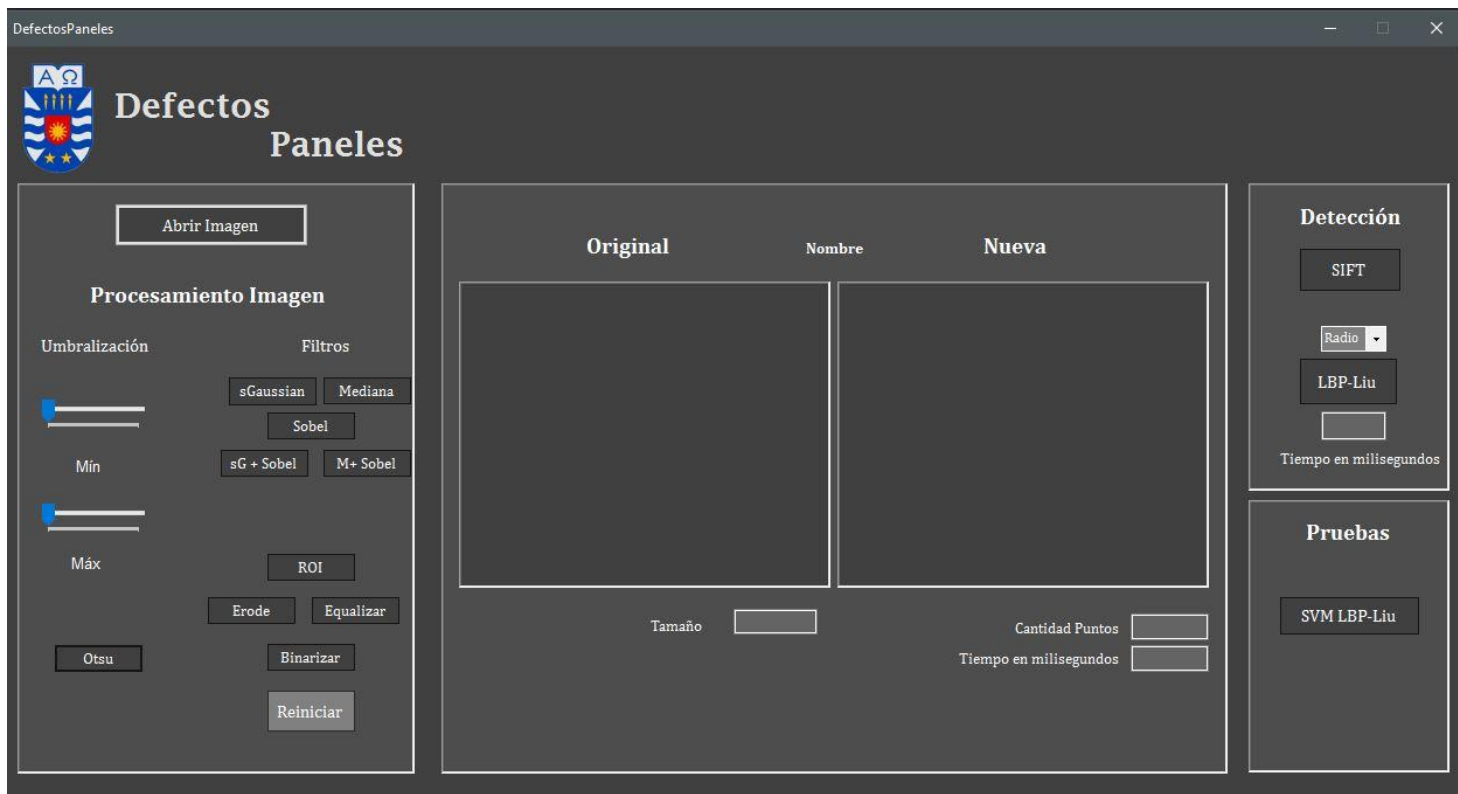 DefectosPaneles
Α Ω
Defectos
Paneles
Abrir Imagen
Procesamiento Imagen
Umbralización
Filtros
sGaussian
Mediana
Sobel
Mín
sG + Sobel
M+ Sobel
Máx
ROI
Erode
Equalizar
Otsu
Binarizar
Reiniciar
Original
Nombre
Nueva
Tamaño
Cantidad Puntos
Tiempo en milisegundos
Detección
SIFT
Radio
LBP-Liu
Tiempo en milisegundos
Pruebas
SVM LBP-Liu